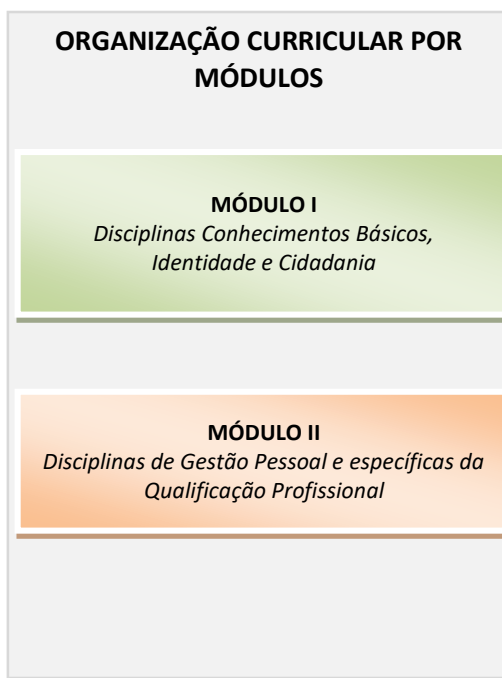 ORGANIZAÇÃO CURRICULAR POR
MÓDULOS
MÓDULO I
Disciplinas Conhecimentos Básicos,
Identidade e Cidadania
MÓDULO II
Disciplinas de Gestão Pessoal e específicas da
Qualificação Profissional